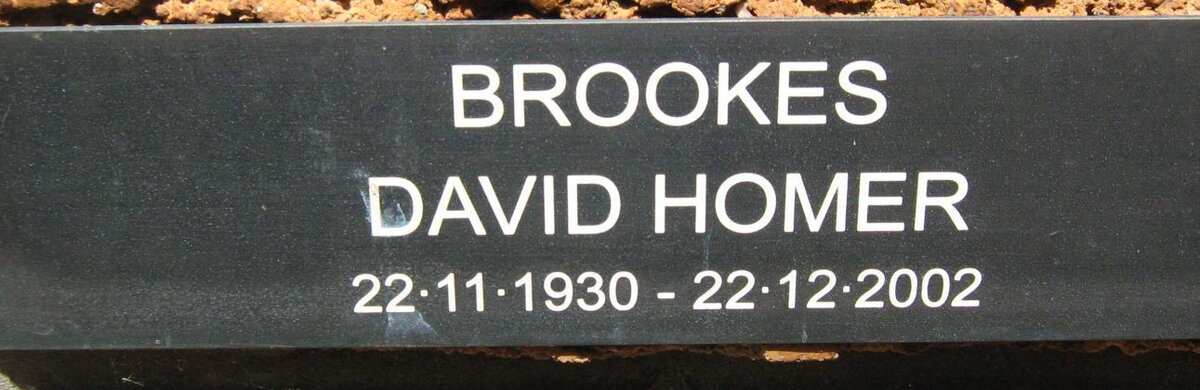 BROOKES
DAVID HOMER
22·11·1930 - 22·12·2002